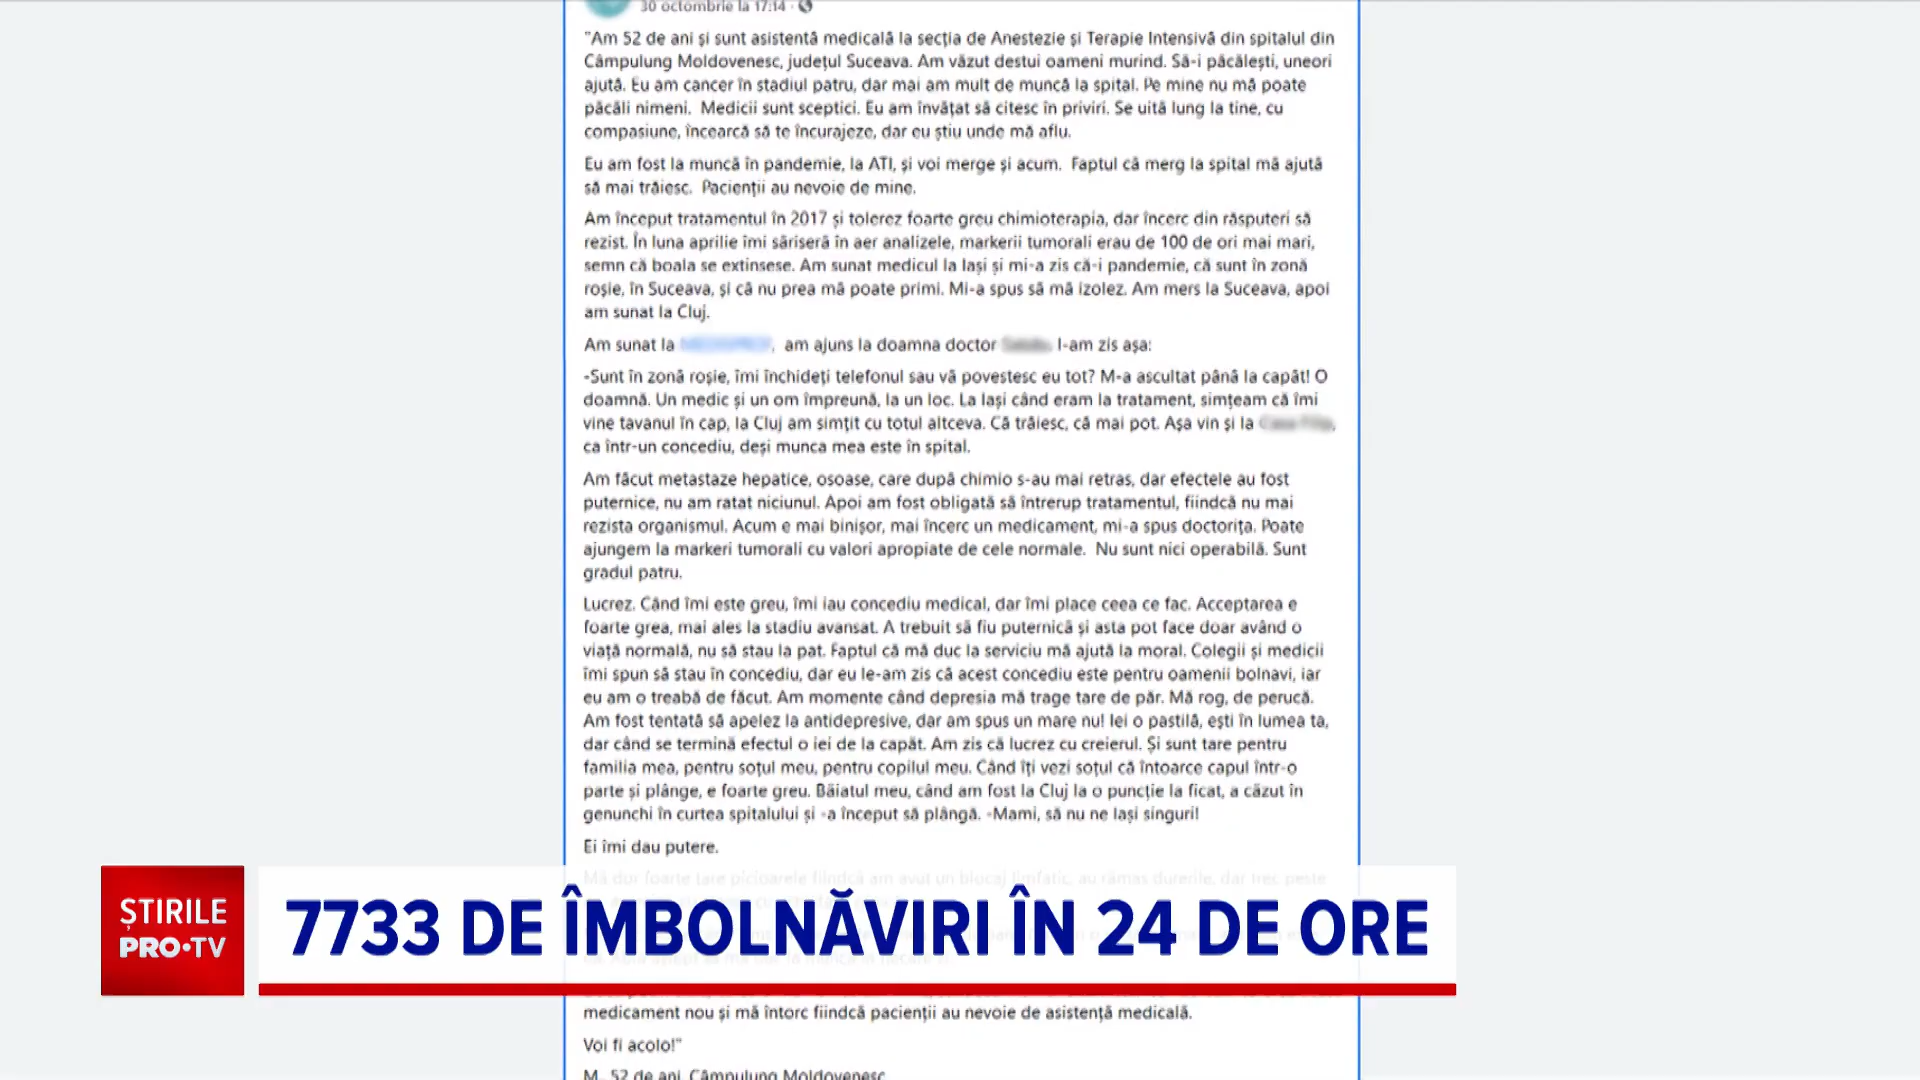 30 octombrie la 17:14 ·
"Am 52 de ani și sunt asistentă medicală la secția de Anestezie și Terapie Intensivă din spitalul din
Câmpulung Moldovenesc, județul Suceava. Am văzut destui oameni murind. Să-i păcălești, uneori
ajută. Eu am cancer în stadiul patru, dar mai am mult de muncă la spital. Pe mine nu mă poate
păcăli nimeni. Medicii sunt sceptici. Eu am învățat să citesc în priviri. Se uită lung la tine, cu
compasiune, încearcă să te încurajeze, dar eu știu unde mă aflu.
Eu am fost la muncă în pandemie, la ATI, și voi merge și acum. Faptul că merg la spital mă ajută
să mai trăiesc. Pacienții au nevoie de mine.
Am început tratamentul în 2017 și tolerez foarte greu chimioterapia, dar încerc din răsputeri să
rezist. În luna aprilie îmi săriseră în aer analizele, markerii tumorali erau de 100 de ori mai mari,
semn că boala se extinsese. Am sunat medicul la Iași și mi-a zis că-i pandemie, că sunt în zonă
roșie, în Suceava, și că nu prea mă poate primi. Mi-a spus să mă izolez. Am mers la Suceava, apoi
am sunat la Cluj.
Am sunat la , am ajuns la doamna doctor I-am zis așa:
-Sunt în zonă roșie, îmi închideți telefonul sau vă povestesc eu tot? M-a ascultat până la capăt! O
doamnă. Un medic și un om împreună, la un loc. La Iași când eram la tratament, simțeam că îmi
vine tavanul în cap, la Cluj am simțit cu totul altceva. Că trăiesc, că mai pot. Așa vin și la ,
ca într-un concediu, deși munca mea este în spital.
Am făcut metastaze hepatice, osoase, care după chimio s-au mai retras, dar efectele au fost
puternice, nu am ratat niciunul. Apoi am fost obligată să întrerup tratamentul, fiindcă nu mai
rezista organismul. Acum e mai binișor, mai încerc un medicament, mi-a spus doctorița. Poate
ajungem la markeri tumorali cu valori apropiate de cele normale. Nu sunt nici operabilă. Sunt
gradul patru.
Lucrez. Când îmi este greu, îmi iau concediu medical, dar îmi place ceea ce fac. Acceptarea e
foarte grea, mai ales la stadiu avansat. A trebuit să fiu puternică și asta pot face doar având o
viață normală, nu să stau la pat. Faptul că mă duc la serviciu mă ajută la moral. Colegii și medicii
îmi spun să stau în concediu, dar eu le-am zis că acest concediu este pentru oamenii bolnavi, iar
eu am o treabă de făcut. Am momente când depresia mă trage tare de păr. Mă rog, de perucă.
Am fost tentată să apelez la antidepresive, dar am spus un mare nu! Iei o pastilă, ești în lumea ta,
dar când se termină efectul o iei de la capăt. Am zis că lucrez cu creierul. Și sunt tare pentru
familia mea, pentru soțul meu, pentru copilul meu. Când îți vezi soțul că întoarce capul într-o
parte și plânge, e foarte greu. Băiatul meu, când am fost la Cluj la o puncție la ficat, a căzut în
genunchi în curtea spitalului și -a început să plângă. -Mami, să nu ne lași singuri!
Ei îmi dau putere.
Mă dor foarte tare picioarele fiindcă am avut un blocaj limfatic, au rămas durerile, dar trec peste
ȘTIRILE
PRO•TV
7733 DE ÎMBOLNĂVIRI ÎN 24 DE ORE
medicament nou și mă întorc fiindcă pacienții au nevoie de asistență medicală.
Voi fi acolo!"
M., 52 de ani, Câmpulung Moldovenesc